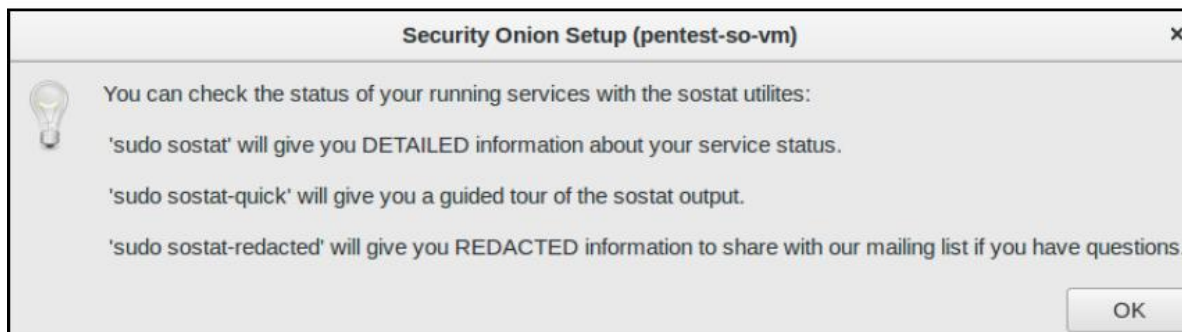 Security Onion Setup (pentest-so-vm)
You can check the status of your running services with the sostat utilites:
'sudo sostat' will give you DETAILED information about your service status.
'sudo sostat-quick' will give you a guided tour of the sostat output.
'sudo sostat-redacted' will give you REDACTED information to share with our mailing list if you have questions.
OK